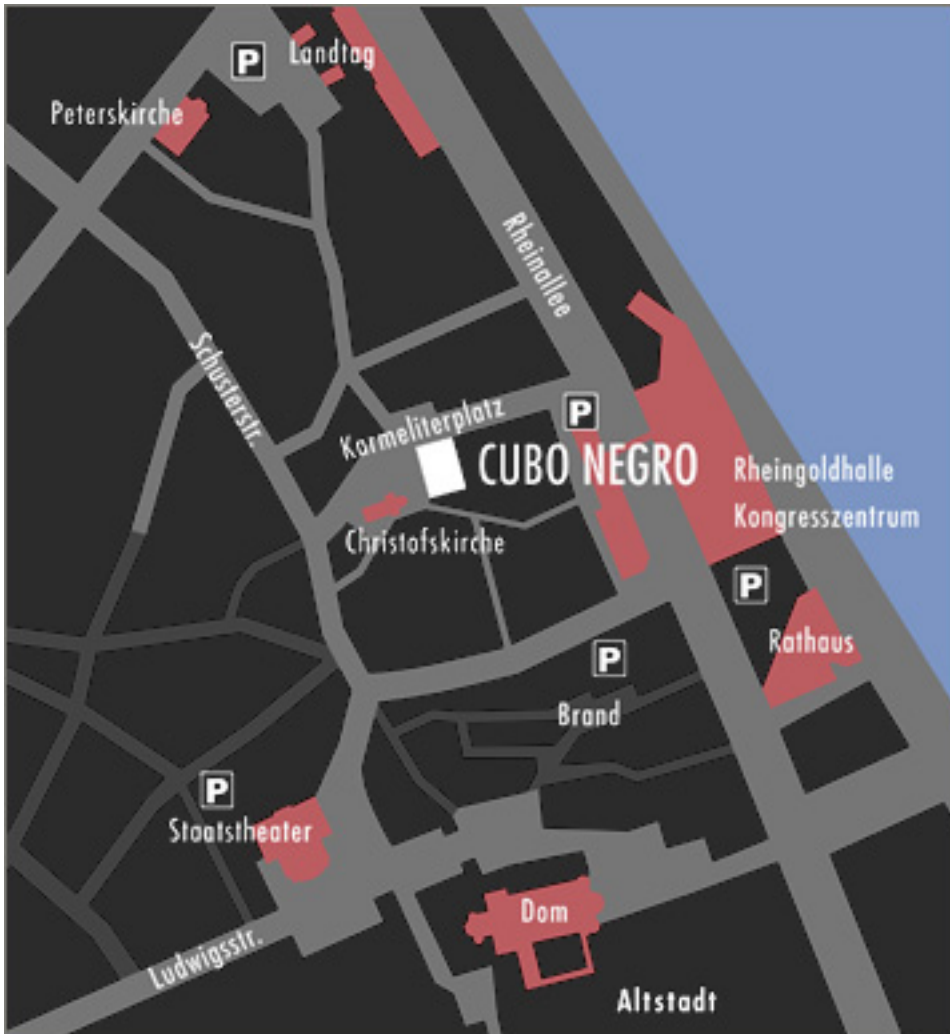 P
Landtag
Peterskirche
Rheinallee
Schusterstr.
P
Karmeliterplatz
CUBO NEGRO
Rheingoldhalle
Kongresszentrum
Christofskirche
P
Rathaus
P
Brand
P
Staatstheater
Dom
Ludwigsstr.
Altstadt